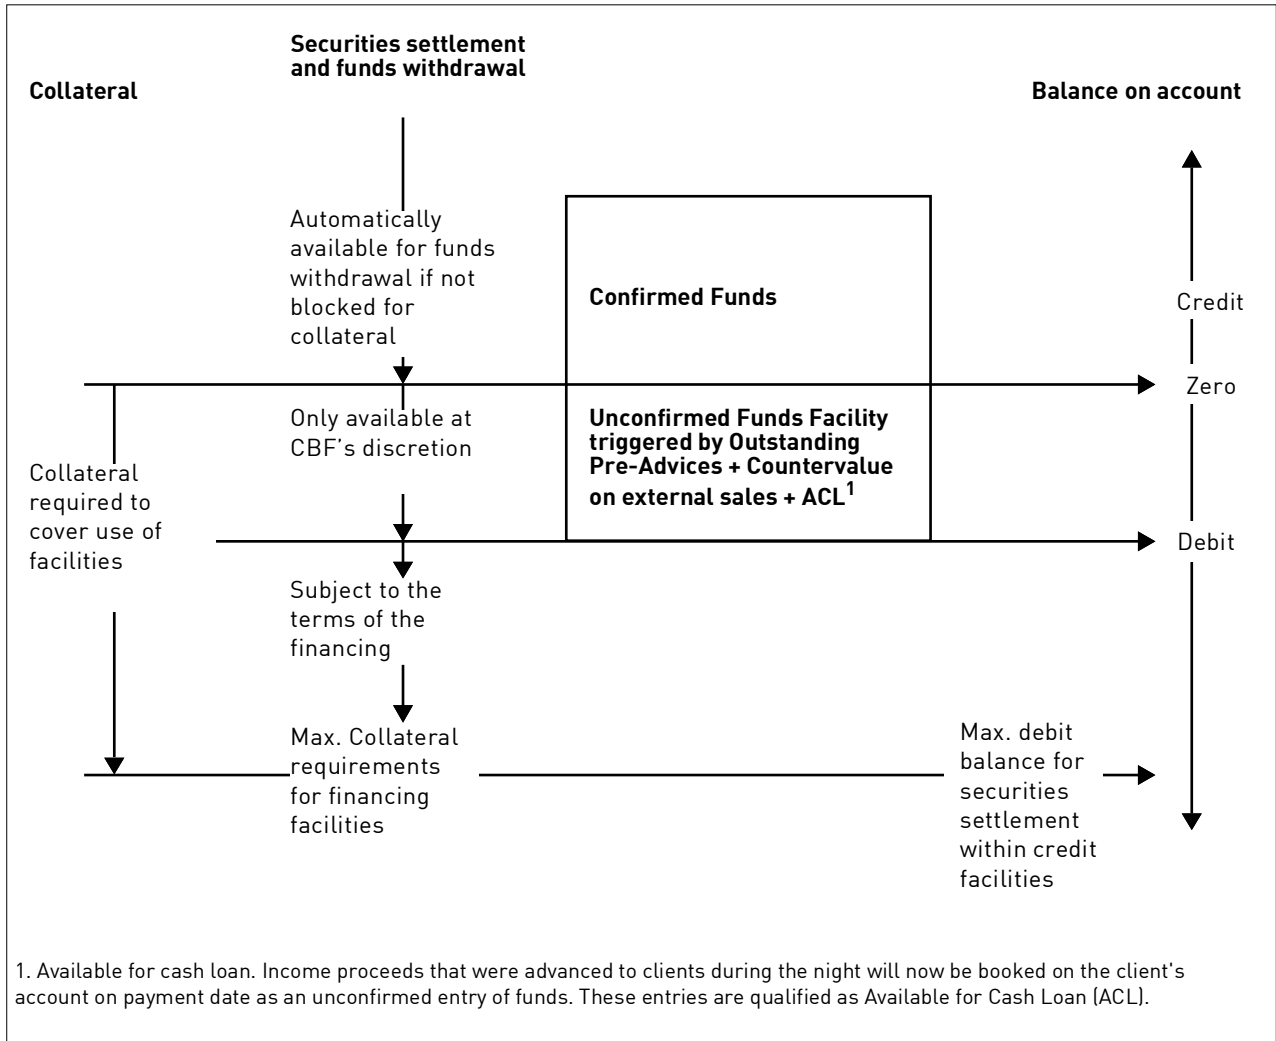 Securities settlement
and funds withdrawal
Collateral
Balance on account
Automatically
available for funds
withdrawal if not
blocked for
collateral
Confirmed Funds
Credit
Zero
Only available at
CBF's discretion
Unconfirmed Funds Facility
triggered by Outstanding
Pre-Advices + Countervalue
on external sales + ACL1
Collateral
required to
cover use of
facilities
Debit
Subject to the
terms of the
financing
Max. Collateral
requirements
for financing
facilities
Max. debit
balance for
securities
settlement
within credit
facilities
1. Available for cash loan. Income proceeds that were advanced to clients during the night will now be booked on the client's
account on payment date as an unconfirmed entry of funds. These entries are qualified as Available for Cash Loan (ACL).